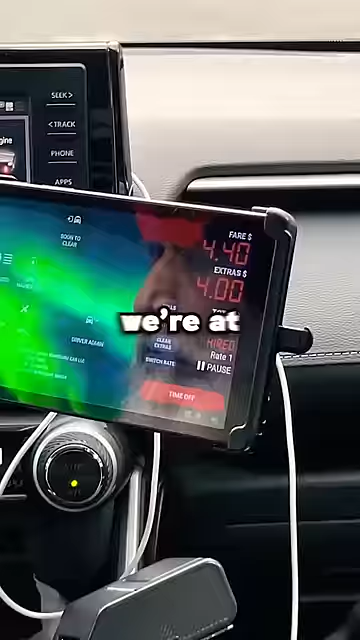 SEEK >
< TRACK
PHONE
APPS
SOON TO
CLEAR
FARE $
4.40
EXTRAS $
4.00
we're at
DRIVER ADMIN
CLEAR
EXTRAS
HIRED
Rate 1
SWITCH RATE
PAUSE
TIME OFF